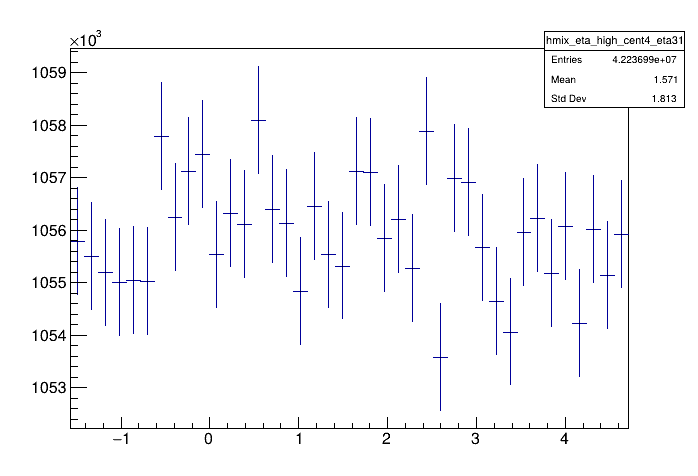 ×10³
hmix_eta_high_cent4_eta31
Entries 4.223699e+07
Mean 1.571
Std Dev 1.813
1059
1058
1057
1056
1055
1054
1053
−1 0 1 2 3 4